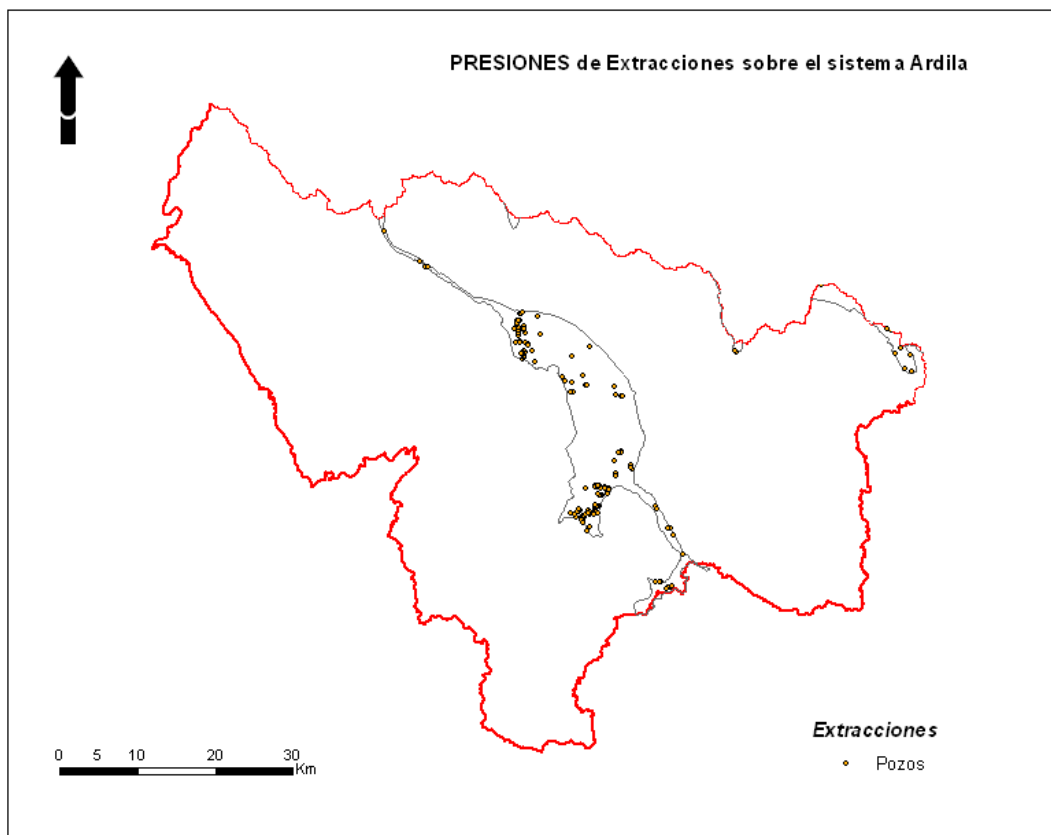 PRESIONES de Extracciones sobre el sistema Ardila
Extracciones
Pozos
0 5 10 20 30
Km